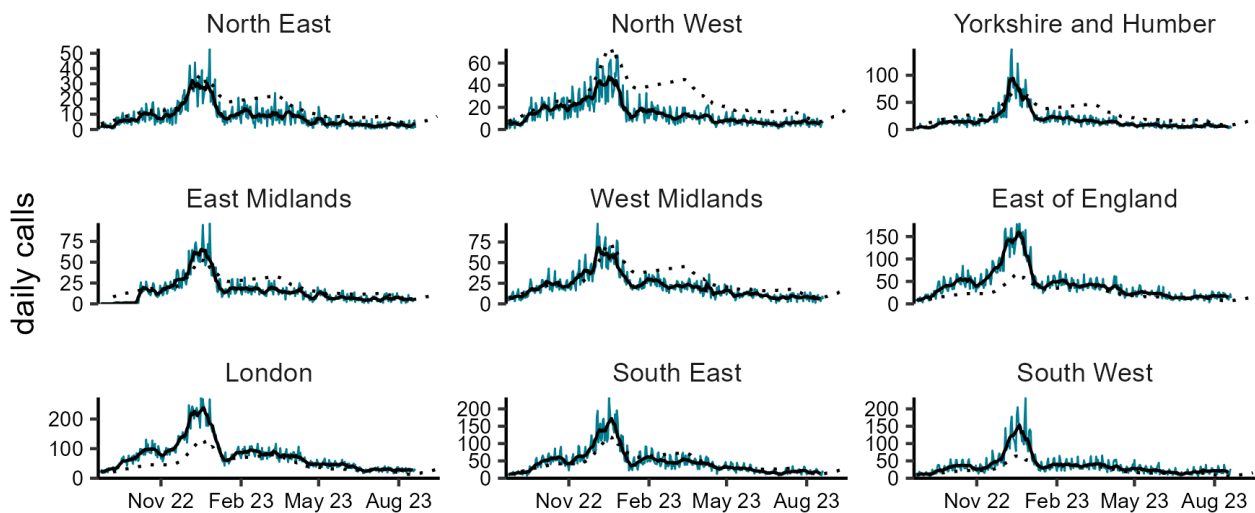 North East
North West
Yorkshire and Humber
50
40
30
20
10
0
60
40
20
0
100
50
0
East Midlands
West Midlands
East of England
75
50
25
0
75
50
25
0
150
100
50
0
daily calls
London
South East
South West
200
100
0
200
150
100
50
0
200
150
100
50
0
Nov 22 Feb 23 May 23 Aug 23
Nov 22 Feb 23 May 23 Aug 23
Nov 22 Feb 23 May 23 Aug 23